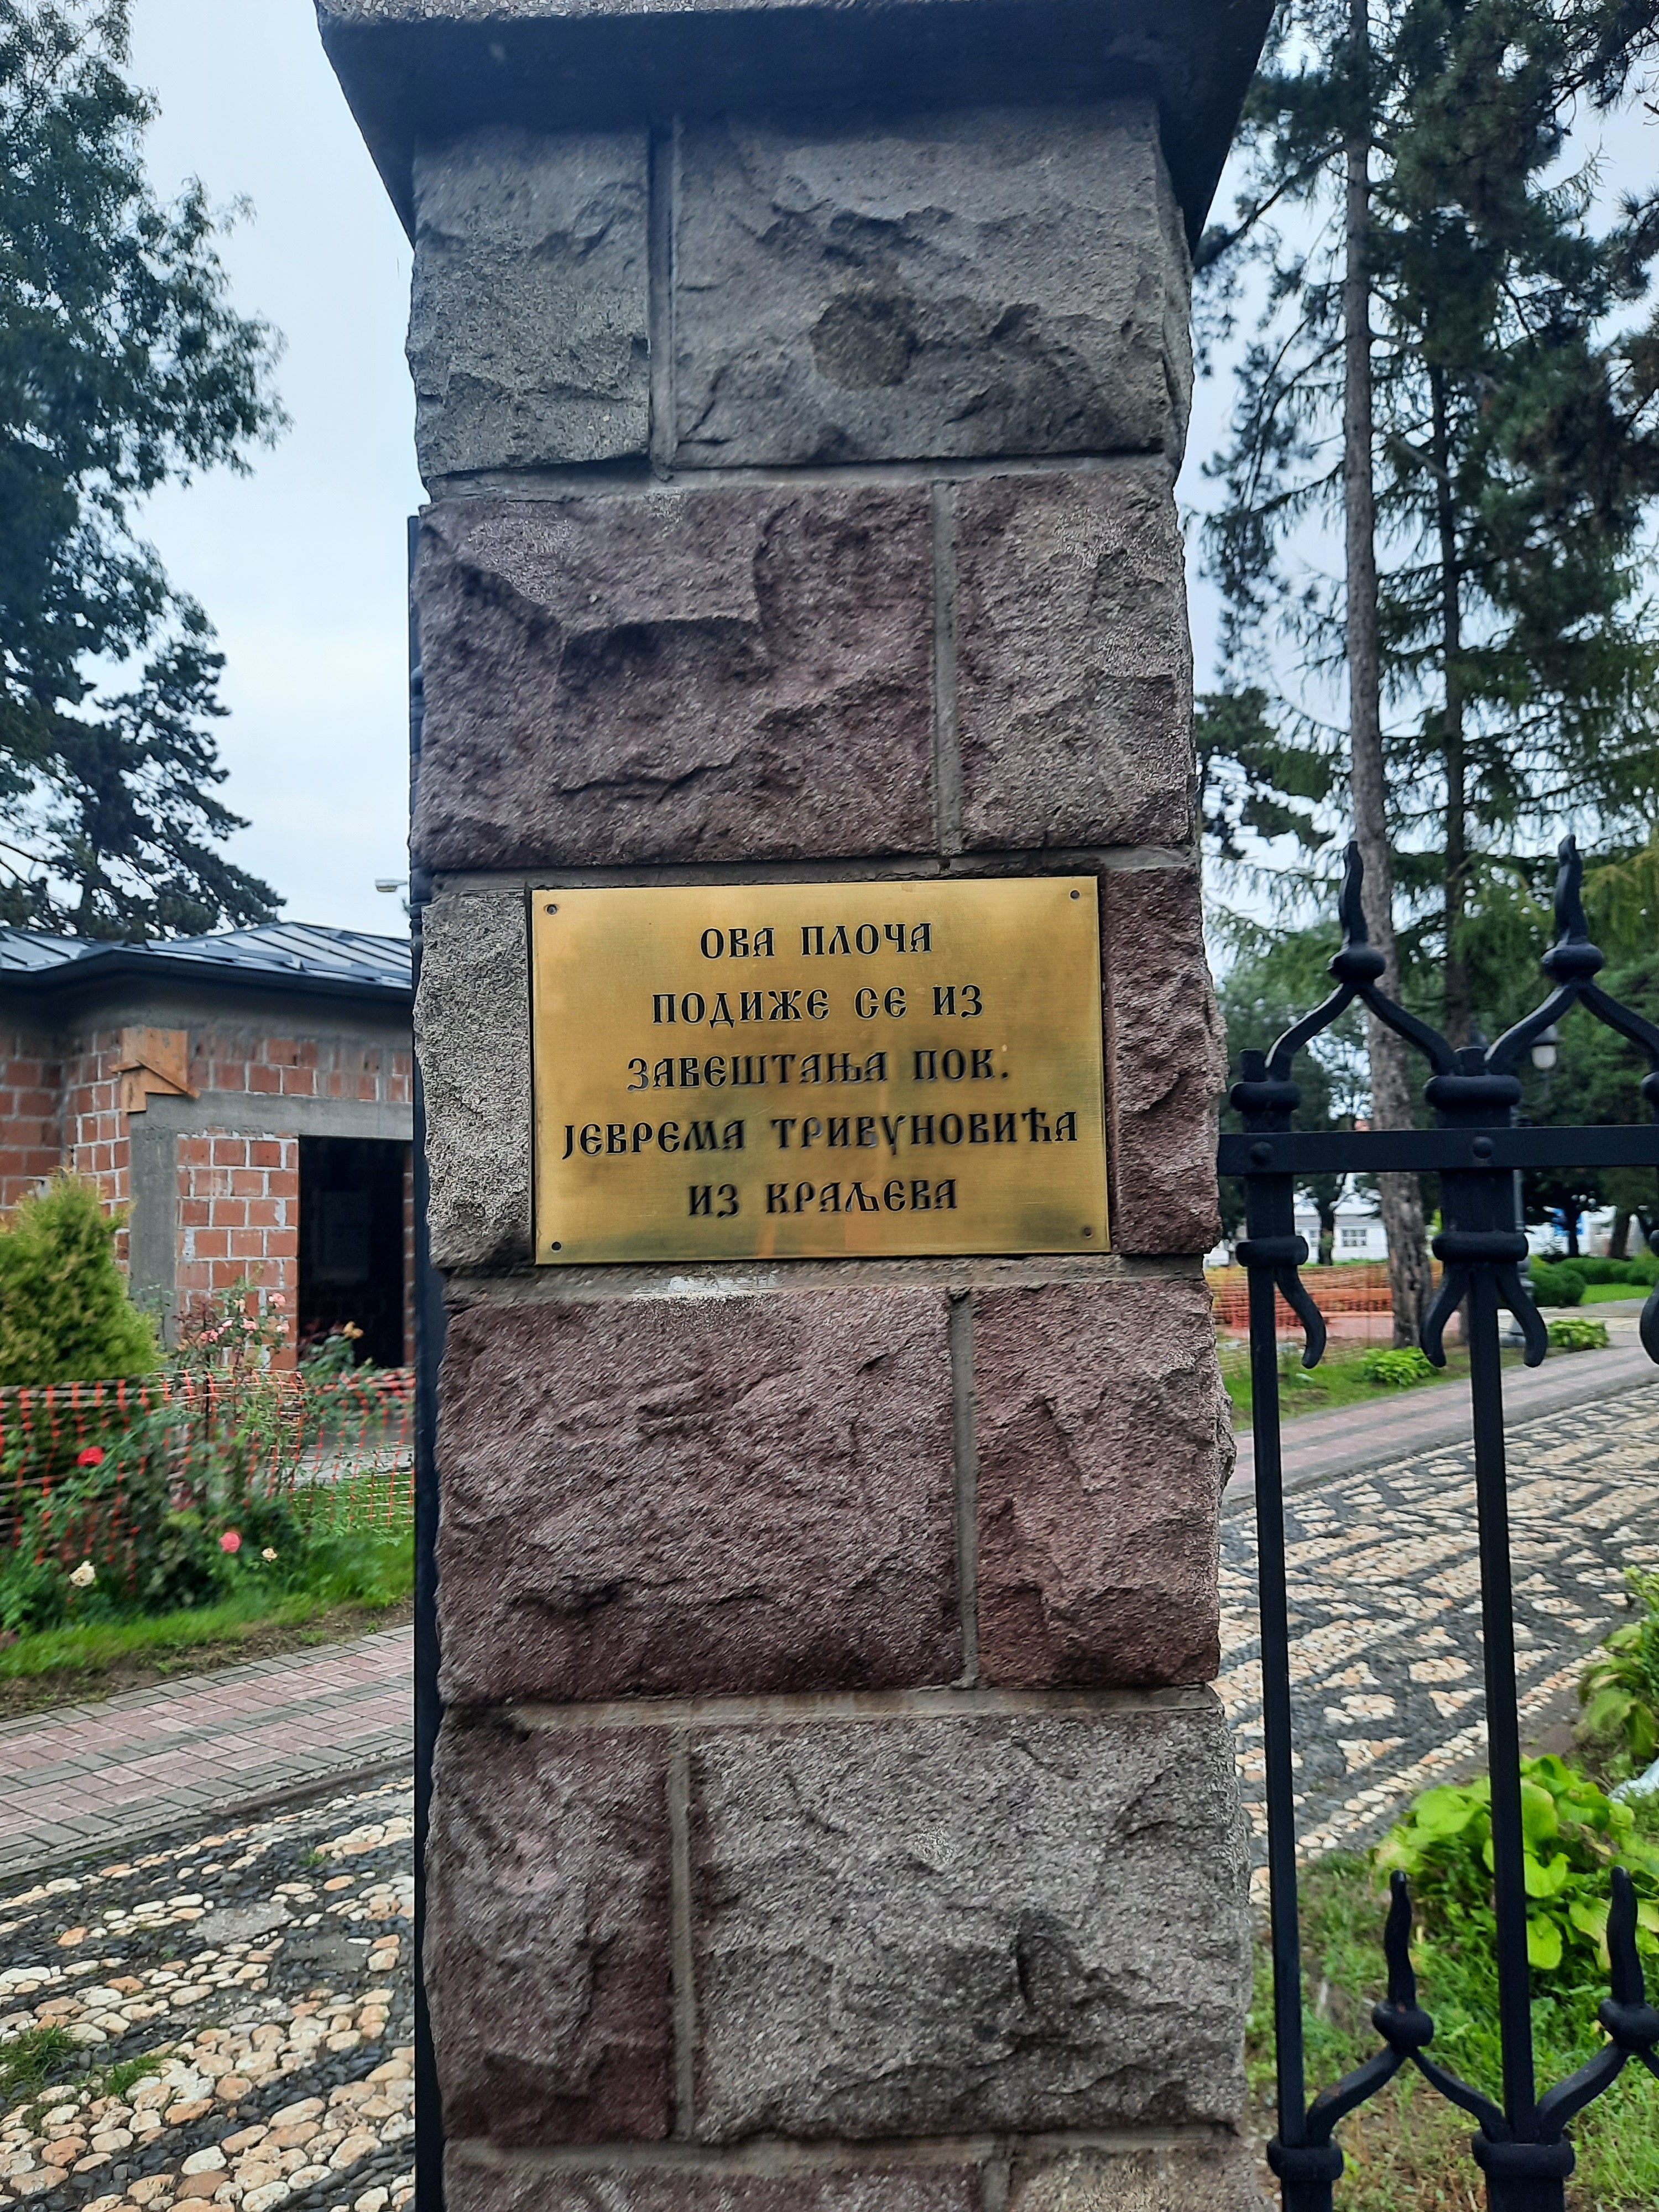 ОВА ПЛОЧА
ПОДИЖЕ СЕ ИЗ
ЗАВЕШТАЊА ПОК.
ЈЕВРЕМА ТРИВУНОВИЋА
ИЗ КРАЉЕВА